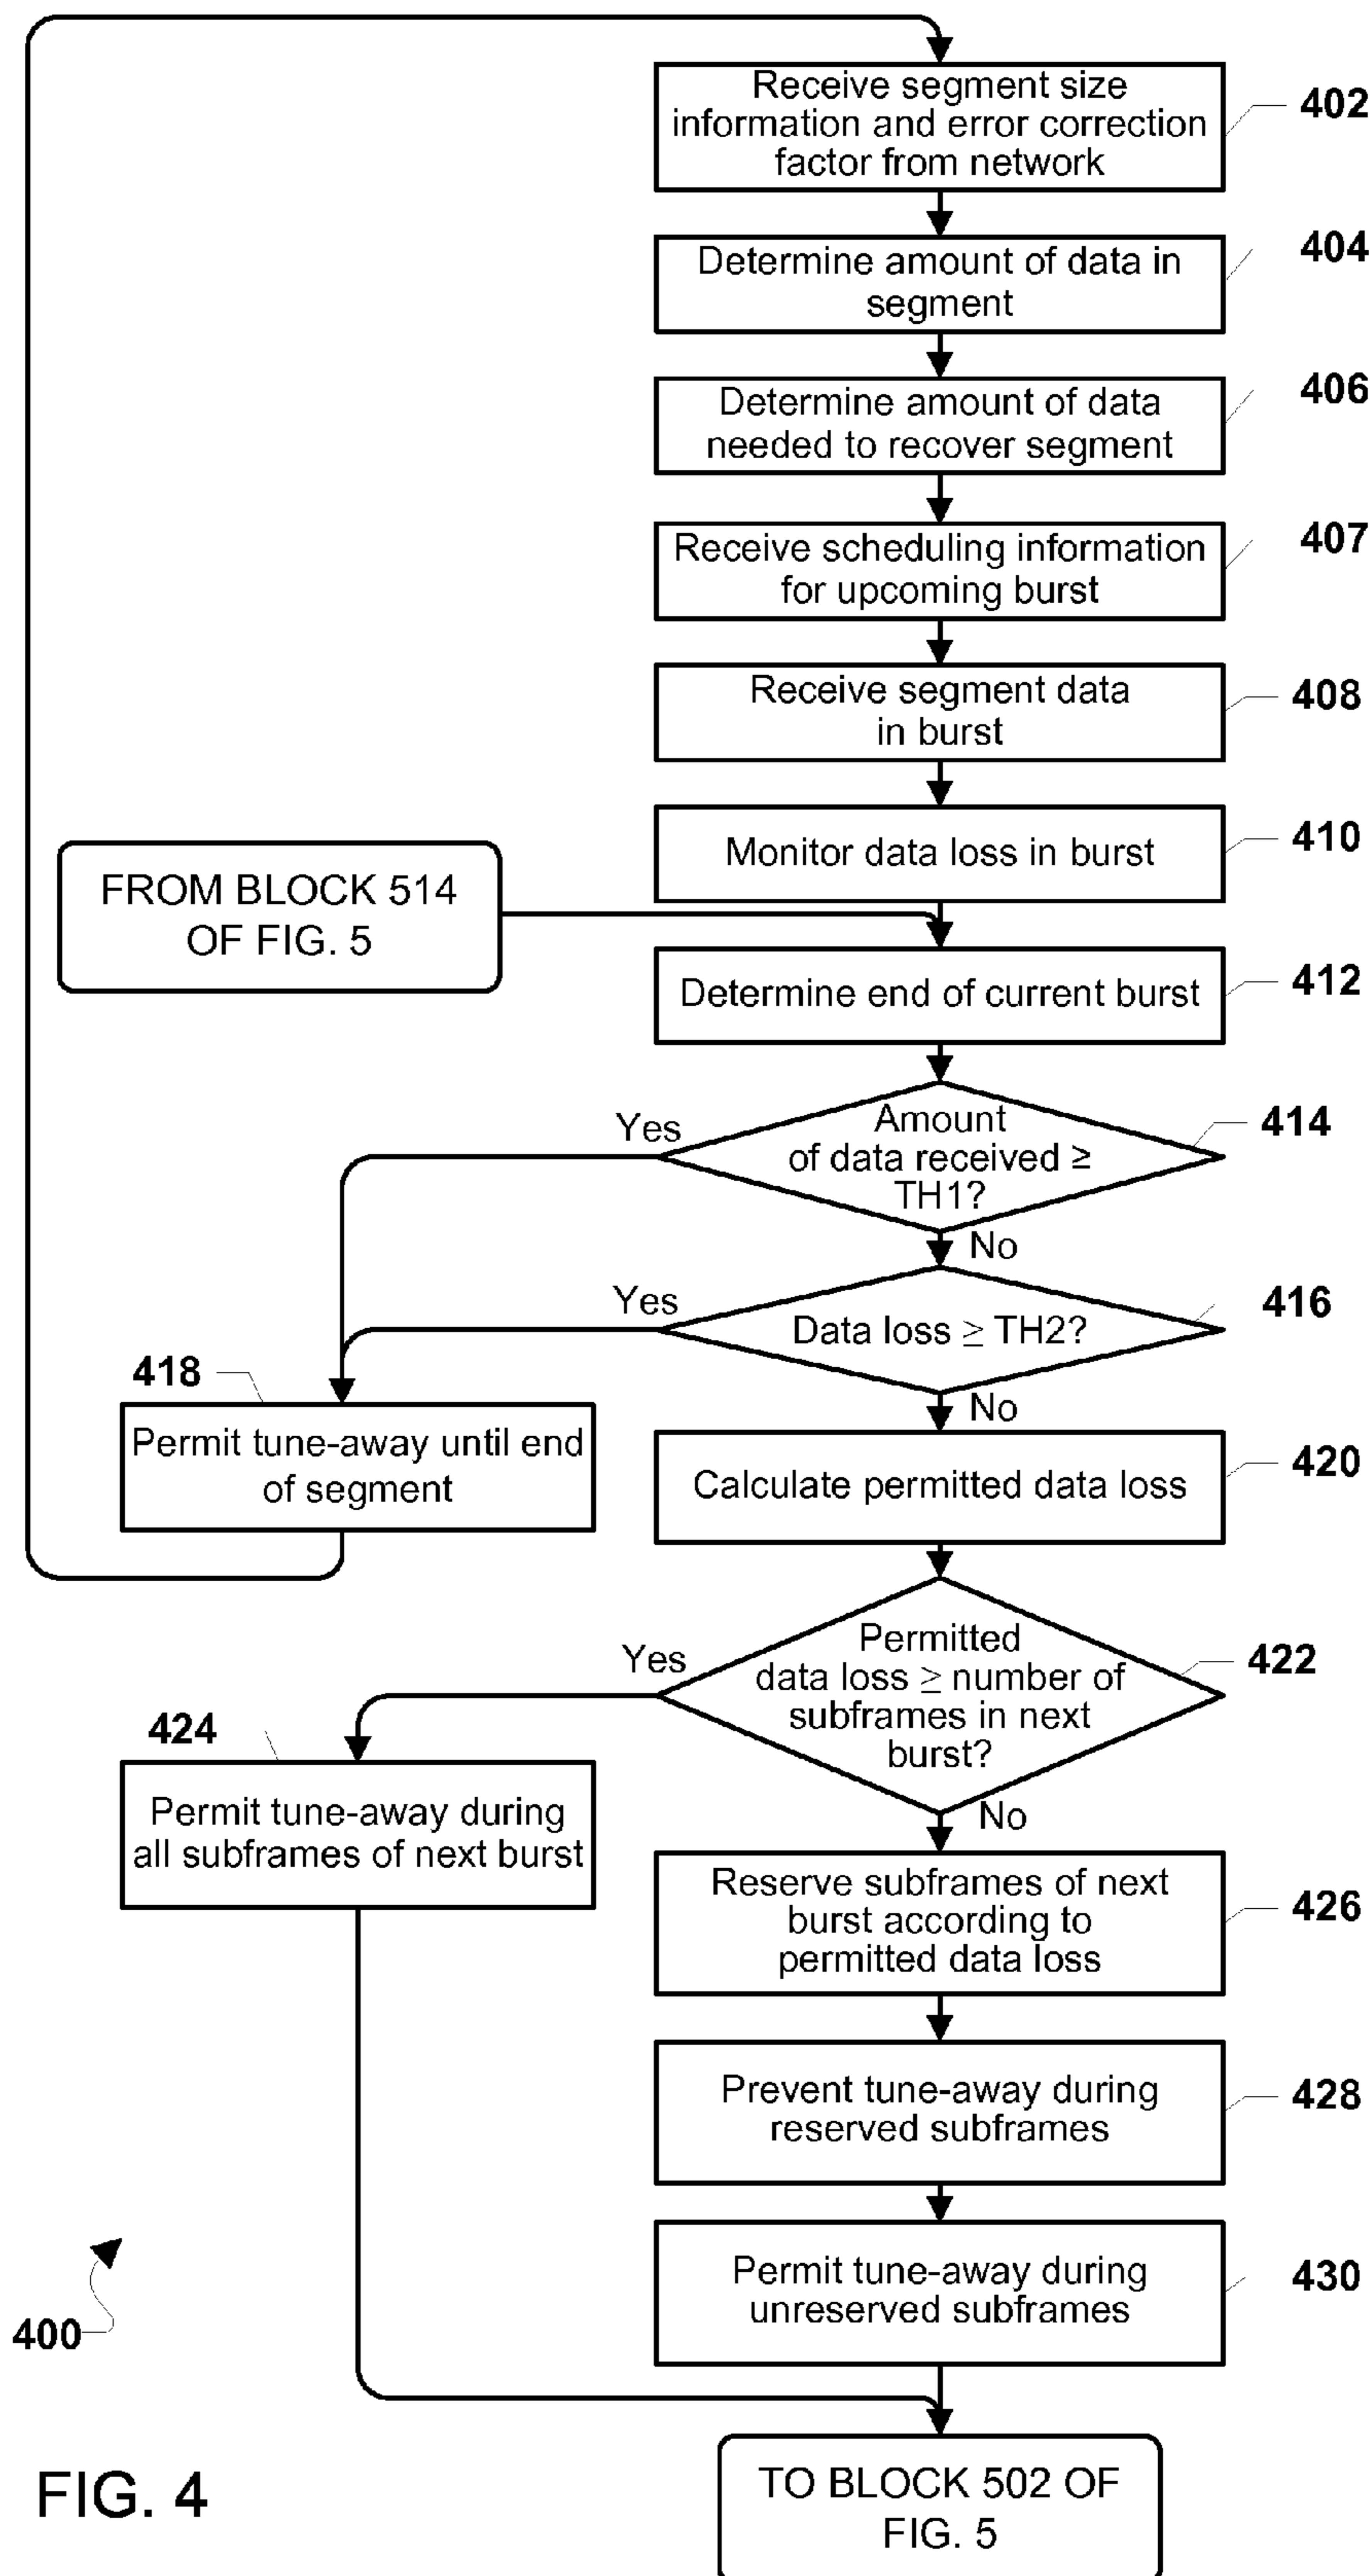 Receive segment size
information and error correction
factor from network
402
Determine amount of data in
segment
404
Determine amount of data
needed to recover segment
406
Receive scheduling information
for upcoming burst
407
Receive segment data
in burst
408
Monitor data loss in burst
410
FROM BLOCK 514
OF FIG. 5
Determine end of current burst
412
Amount
of data received ≥
TH1?
414
Yes
No
Data loss ≥ TH2?
416
Yes
No
418
Permit tune-away until end
of segment
Calculate permitted data loss
420
Permitted
data loss ≥ number of
subframes in next
burst?
422
Yes
No
424
Permit tune-away during
all subframes of next burst
Reserve subframes of next
burst according to
permitted data loss
426
Prevent tune-away during
reserved subframes
428
Permit tune-away during
unreserved subframes
430
400
TO BLOCK 502 OF
FIG. 5
FIG. 4